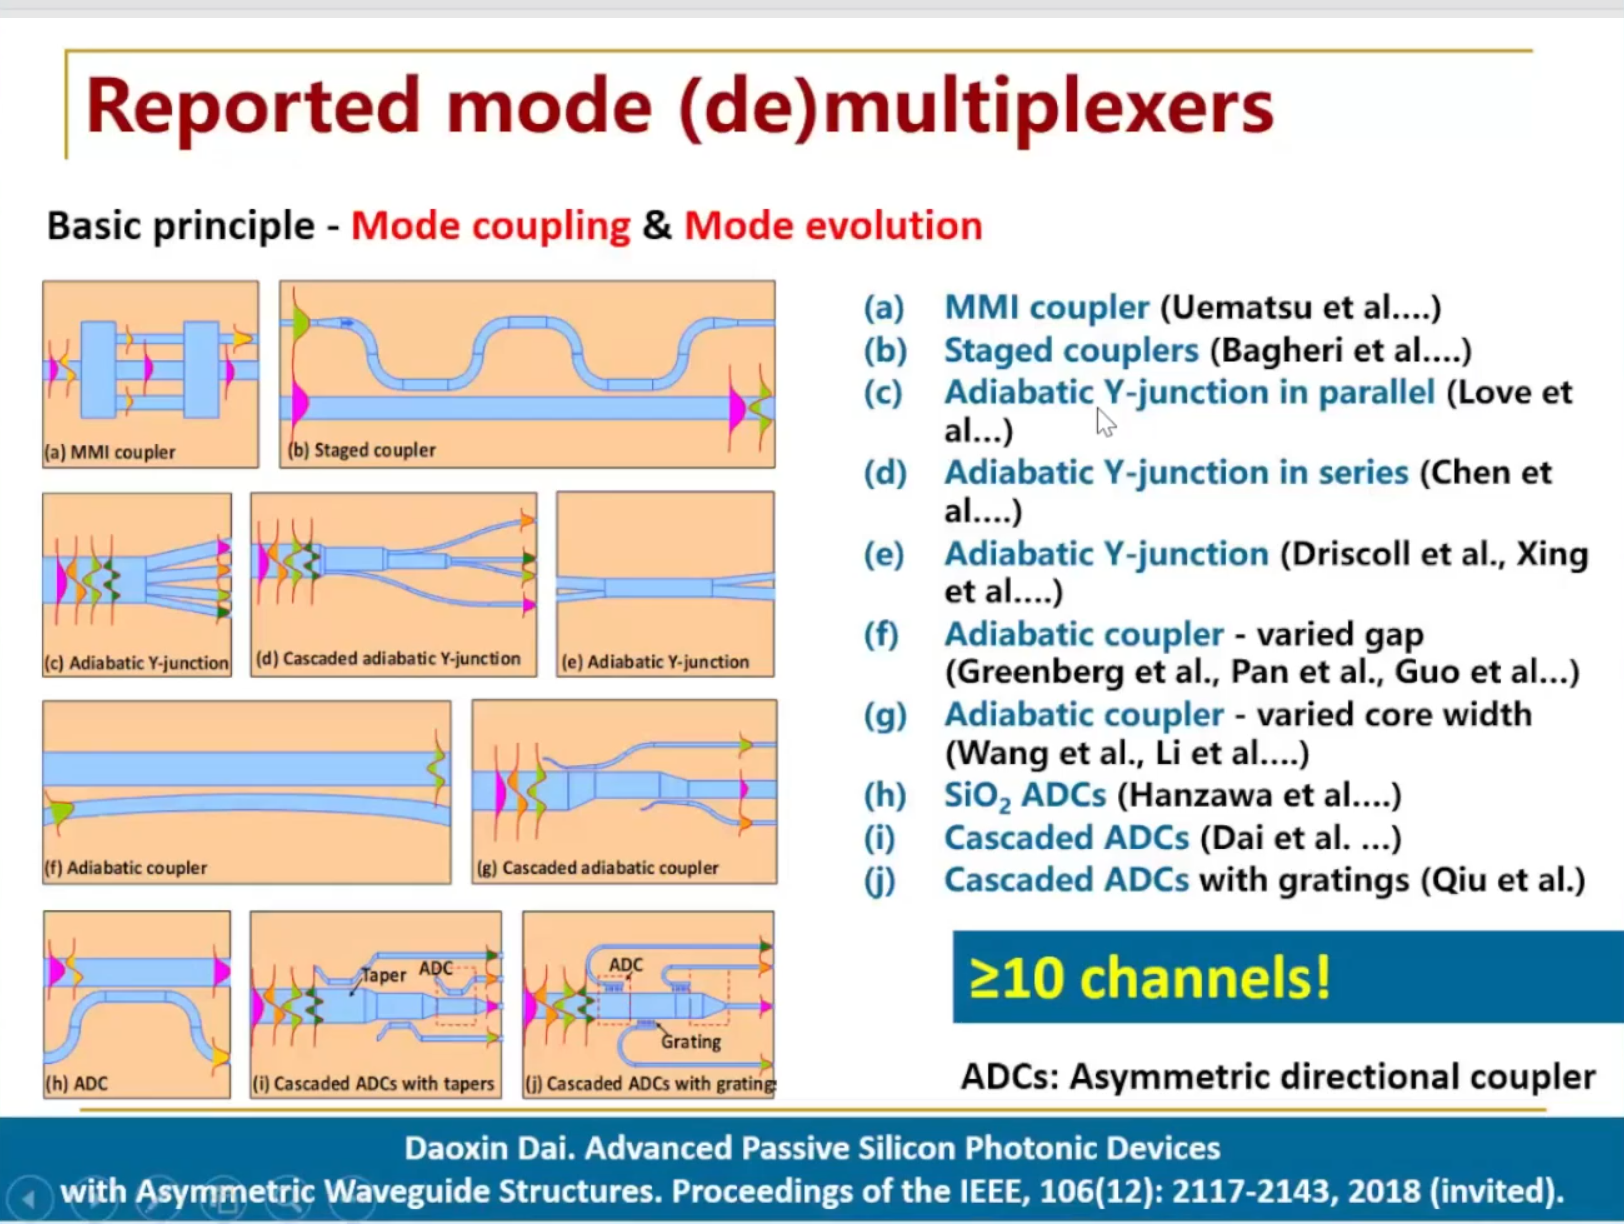 Reported mode (de)multiplexers
Basic principle - Mode coupling & Mode evolution
(a) MMI coupler
(b) Staged coupler
(c) Adiabatic Y-junction
(d) Cascaded adiabatic Y-junction
(e) Adiabatic Y-junction
(f) Adiabatic coupler
(g) Cascaded adiabatic coupler
(h) ADC
Taper
ADC
(i) Cascaded ADCs with tapers
ADC
Grating
(j) Cascaded ADCs with grating
(a) MMI coupler (Uematsu et al....)
(b) Staged couplers (Bagheri et al....)
(c) Adiabatic Y-junction in parallel (Love et
al...)
(d) Adiabatic Y-junction in series (Chen et
al....)
(e) Adiabatic Y-junction (Driscoll et al., Xing
et al....)
(f) Adiabatic coupler - varied gap
(Greenberg et al., Pan et al., Guo et al...)
(g) Adiabatic coupler - varied core width
(Wang et al., Li et al....)
(h) SiO₂ ADCs (Hanzawa et al....)
(i) Cascaded ADCs (Dai et al. ...)
(j) Cascaded ADCs with gratings (Qiu et al.)
≥10 channels!
ADCs: Asymmetric directional coupler
Daoxin Dai. Advanced Passive Silicon Photonic Devices
with Asymmetric Waveguide Structures. Proceedings of the IEEE, 106(12): 2117-2143, 2018 (invited).